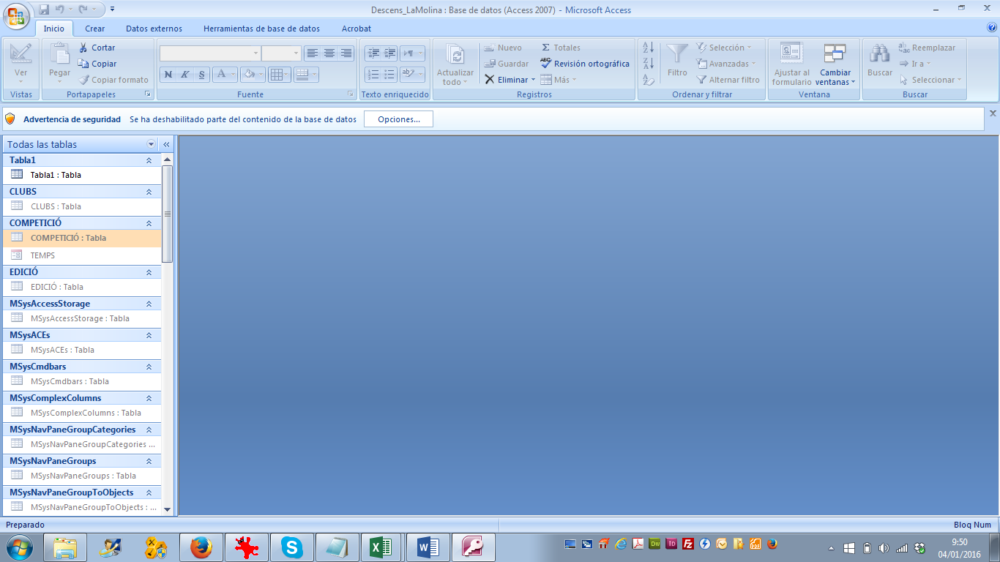 Descens_LaMolina : Base de datos (Access 2007) - Microsoft Access
Inicio Crear Datos externos Herramientas de base de datos Acrobat
Ver
Vistas
Pegar
Cortar
Copiar
Copiar formato
Portapapeles
N K S A
Fuente
ab
Texto enriquecido
Actualizar todo
Nuevo
Guardar
Eliminar
Totales
Revisión ortográfica
Más
Registros
Filtro
Selección
Avanzadas
Alternar filtro
Ordenar y filtrar
Ajustar al formulario
Cambiar ventanas
Ventana
Buscar
Reemplazar
Ir a
Seleccionar
Buscar
Advertencia de seguridad Se ha deshabilitado parte del contenido de la base de datos Opciones...
Todas las tablas
Tabla1
Tabla1 : Tabla
CLUBS
CLUBS : Tabla
COMPETICIÓ
COMPETICIÓ : Tabla
TEMPS
EDICIÓ
EDICIÓ : Tabla
MSysAccessStorage
MSysAccessStorage : Tabla
MSysACEs
MSysACEs : Tabla
MSysCmdbars
MSysCmdbars : Tabla
MSysComplexColumns
MSysComplexColumns : Tabla
MSysNavPaneGroupCategories
MSysNavPaneGroupCategories ...
MSysNavPaneGroups
MSysNavPaneGroups : Tabla
MSysNavPaneGroupToObjects
MSysNavPaneGroupToObjects : ...
Preparado Bloq Num
9:50
04/01/2016